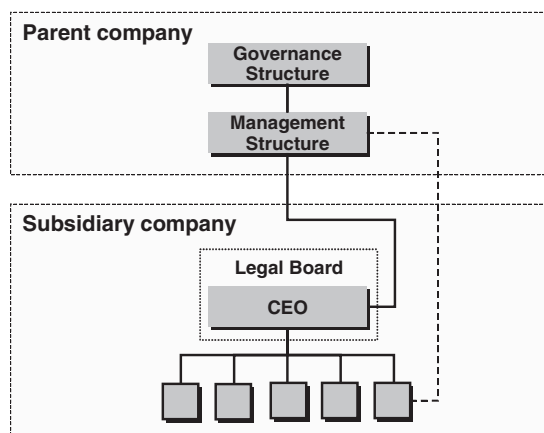 Parent company
Governance
Structure
Management
Structure
Subsidiary company
Legal Board
CEO